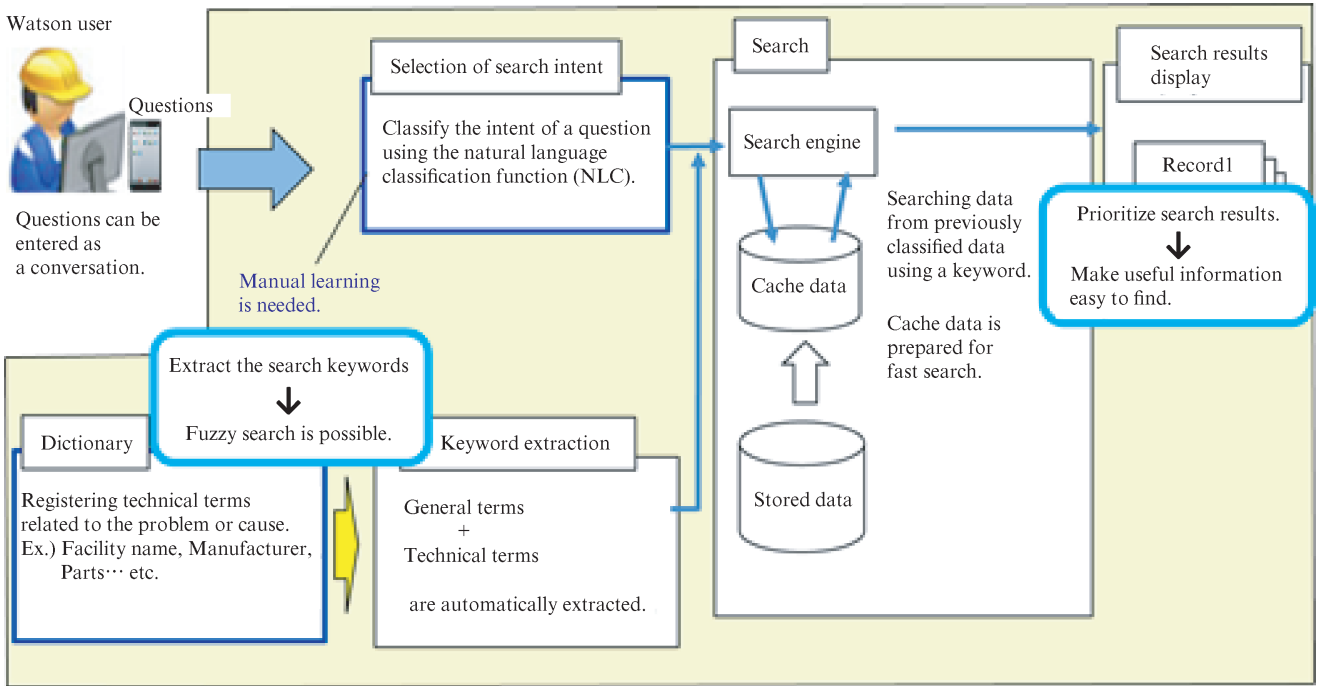 Watson user
Questions
Questions can be
entered as
a conversation.
Selection of search intent
Classify the intent of a question
using the natural language
classification function (NLC).
Manual learning
is needed.
Extract the search keywords
↓
Fuzzy search is possible.
Dictionary
Registering technical terms
related to the problem or cause.
Ex.) Facility name, Manufacturer,
Parts··· etc.
Keyword extraction
General terms
+
Technical terms
are automatically extracted.
Search
Search engine
Cache data
Stored data
Searching data
from previously
classified data
using a keyword.
Cache data is
prepared for
fast search.
Search results
display
Record1
Prioritize search results.
↓
Make useful information
easy to find.